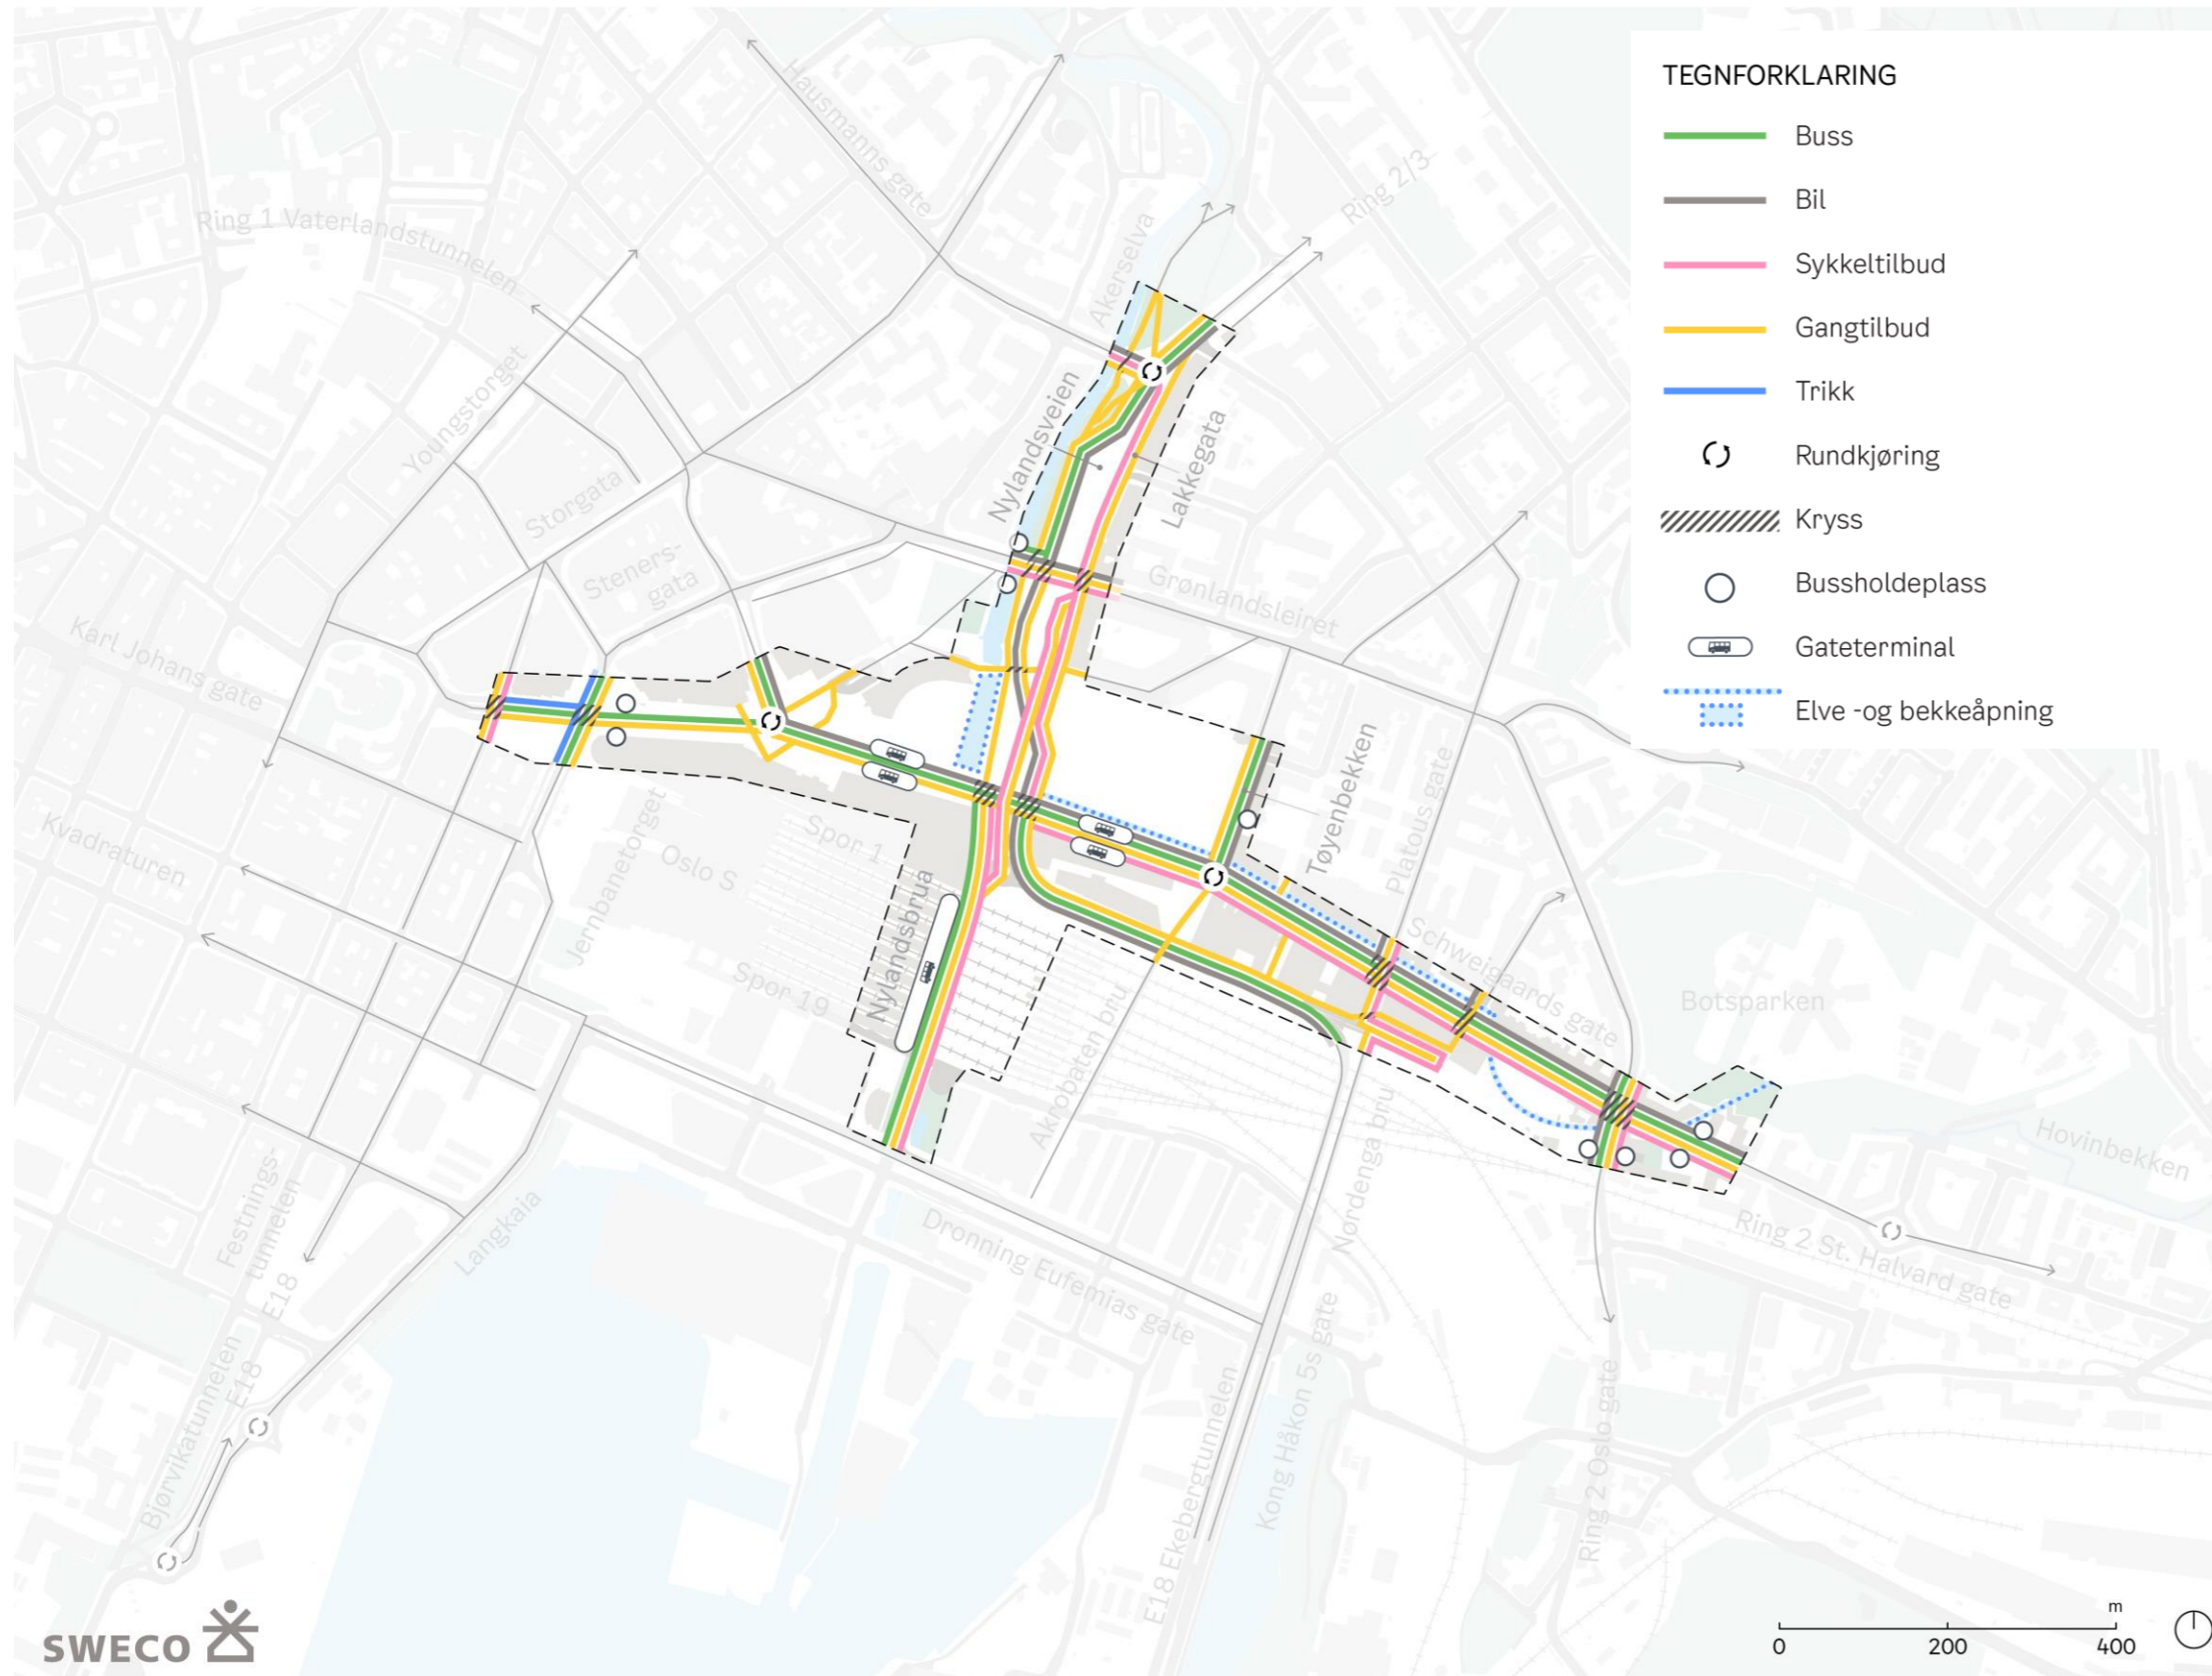 TEGNFORKLARING
Buss
Bil
Sykkeltilbud
Gangtilbud
Trikk
Rundkjøring
Kryss
Bussholdeplass
Gateterminal
Elve -og bekkeåpning
Hausmanns gate
Ring 1 Vaterlandstunnelen
Ring 2/3
Akerselva
Youngstorget
Nylandsveien
Lakkegata
Storgata
Steners-
gata
Grønlandsleiret
Karl Johans gate
Kvadraturen
Jernbanetorget
Oslo S
Spor 1
Spor 19
Nylandsbrua
Tøyenbekken
Platous gate
Schweigaards gate
Botsparken
Akrobaten bru
Nordenga bru
Hovinbekken
Ring 2 St. Halvard gate
Festnings-
tunnelen
E18
Langkaia
Dronning Eufemias gate
Bjørvikatunnelen
E18
E18 Ekebergtunnelen
Kong Håkon 5s gate
Ring 2 Oslo gate
SWECO
m
0 200 400